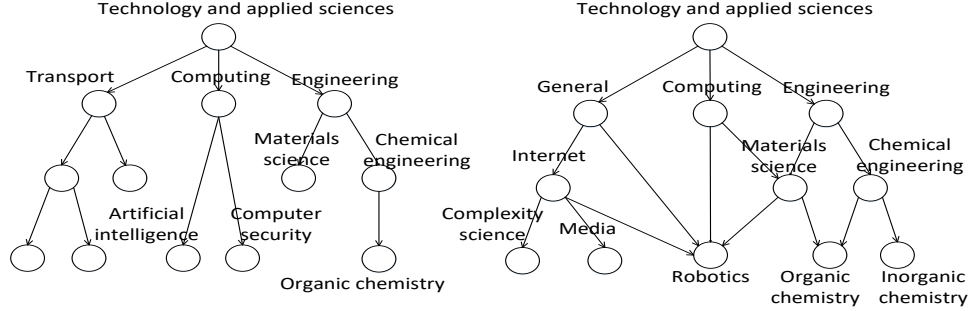 Technology and applied sciences
Transport
Computing
Engineering
Materials
science
Chemical
engineering
Artificial
intelligence
Computer
security
Organic chemistry
Technology and applied sciences
General
Computing
Engineering
Internet
Materials
science
Chemical
engineering
Complexity
science
Media
Robotics
Organic
chemistry
Inorganic
chemistry